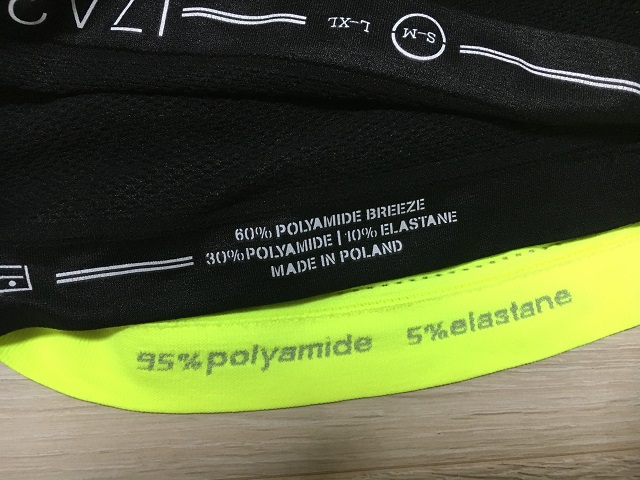 L-XL S-M
60% POLYAMIDE BREEZE
30% POLYAMIDE | 10% ELASTANE
MADE IN POLAND
95% polyamide 5% elastane